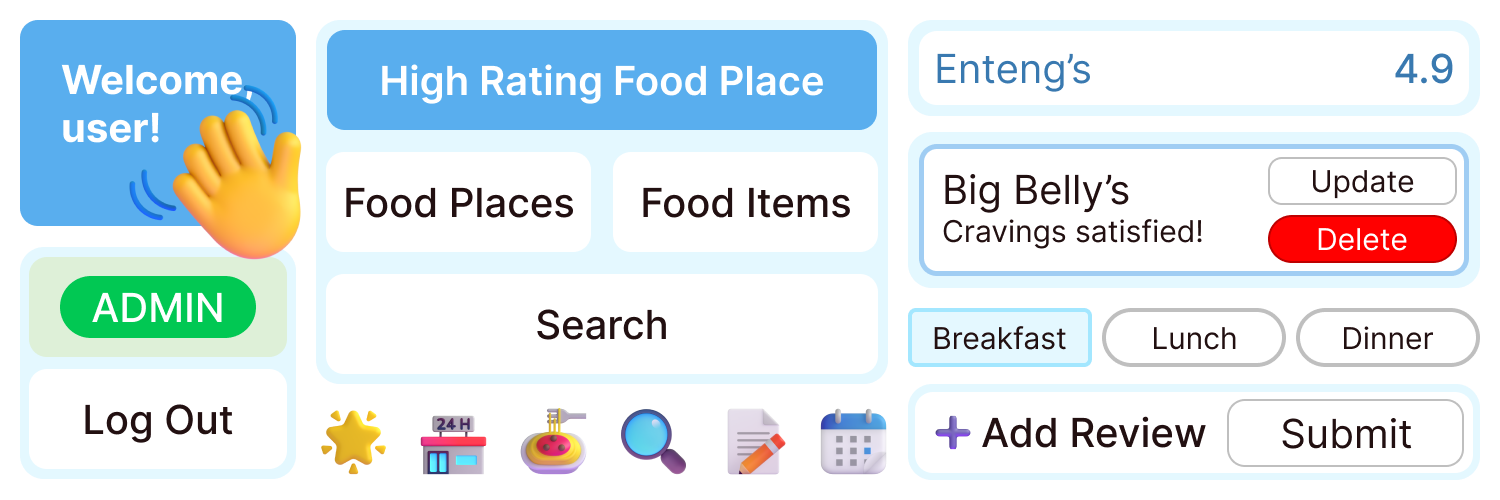 Welcome,
user!
ADMIN
Log Out
High Rating Food Place
Food Places
Food Items
Search
24 H
Enteng’s
4.9
Big Belly’s
Cravings satisfied!
Update
Delete
Breakfast
Lunch
Dinner
Add Review
Submit